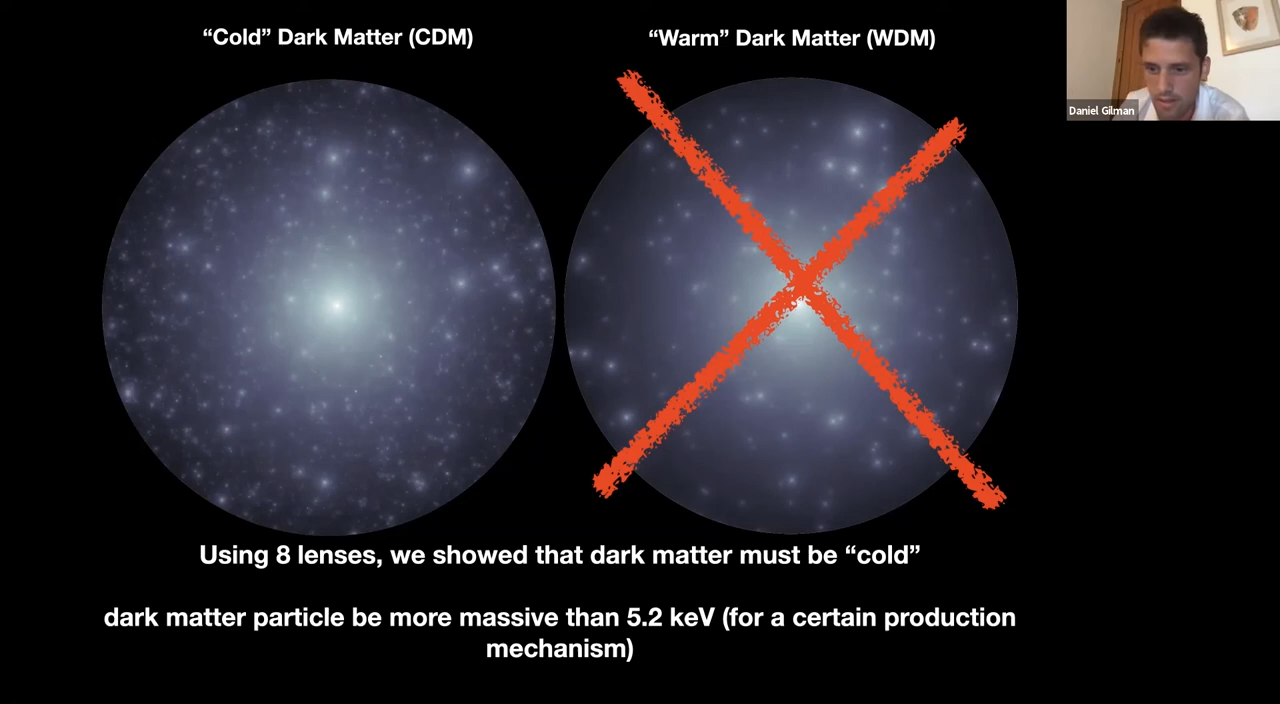 “Cold” Dark Matter (CDM)
“Warm” Dark Matter (WDM)
Daniel Gilman
Using 8 lenses, we showed that dark matter must be “cold”
dark matter particle be more massive than 5.2 keV (for a certain production
mechanism)